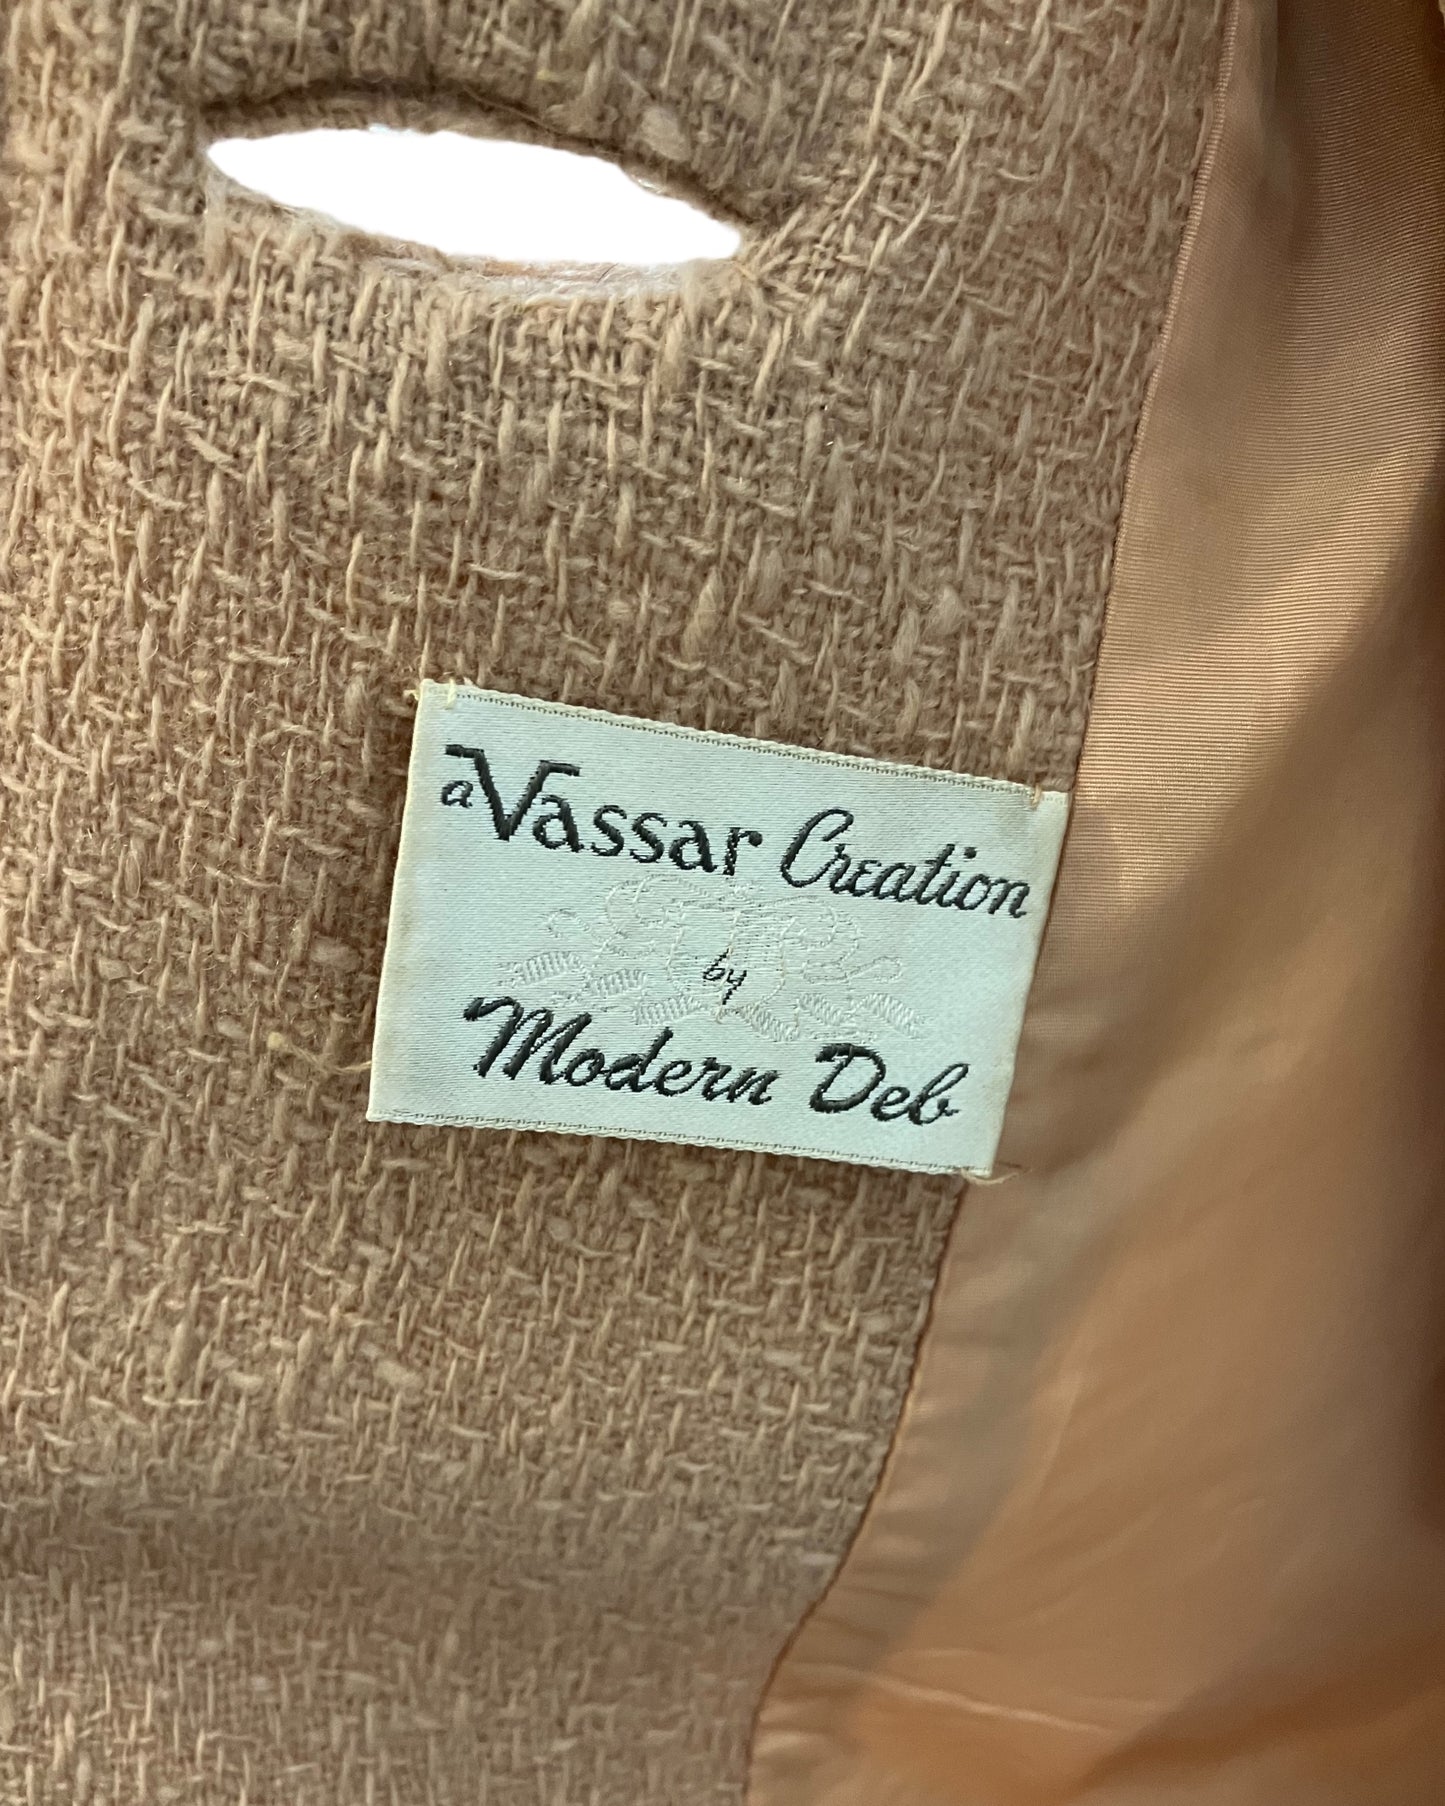 a Vassar Creation
by
Modern Deb